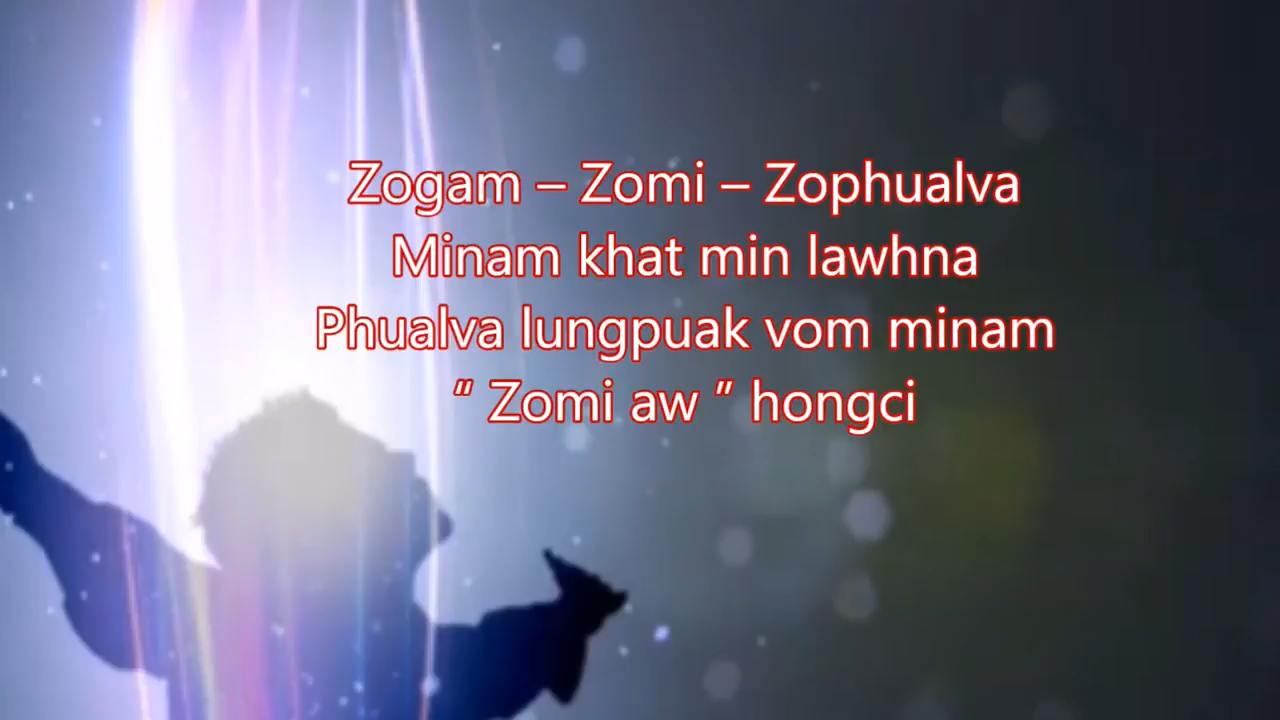 Zogam – Zomi – Zophualva
Minam khat min lawhna
Phualva lungpuak vom minam
“ Zomi aw ” hongci